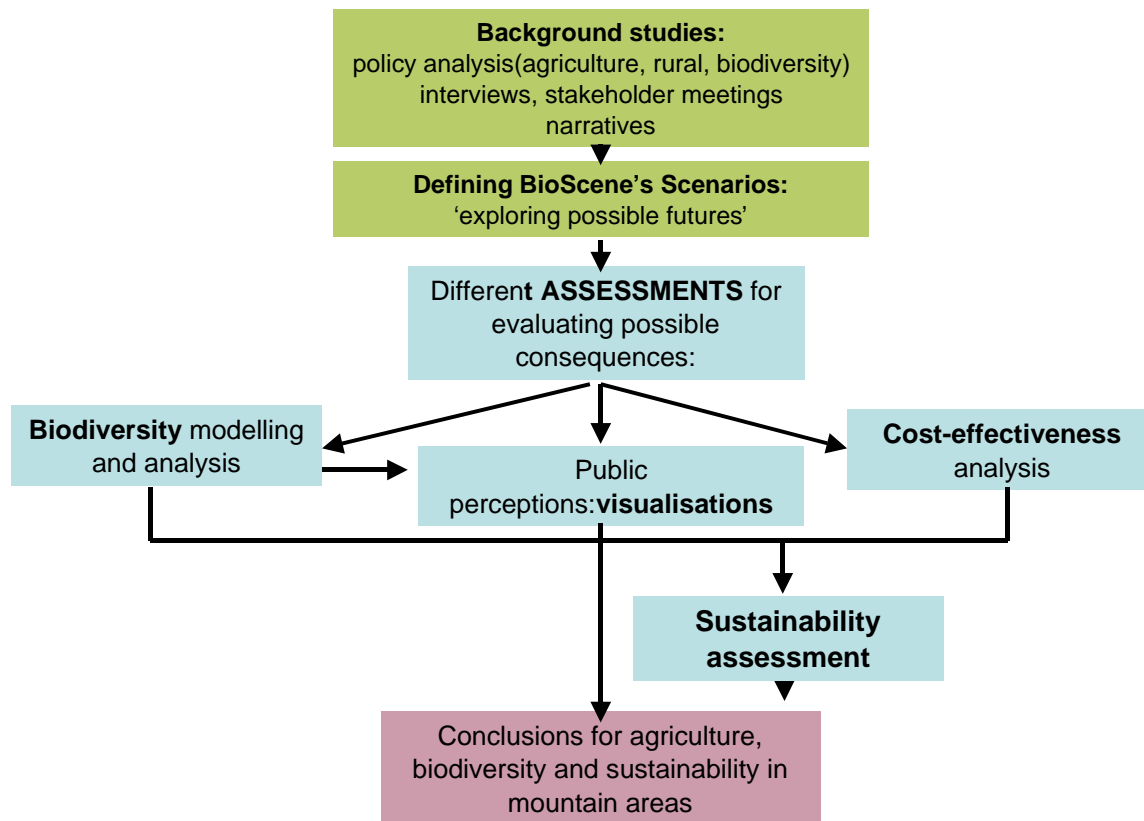 Background studies:
policy analysis(agriculture, rural, biodiversity)
interviews, stakeholder meetings
narratives
Defining BioScene’s Scenarios:
‘exploring possible futures’
Different ASSESSMENTS for
evaluating possible
consequences:
Biodiversity modelling
and analysis
Public
perceptions:visualisations
Cost-effectiveness
analysis
Sustainability
assessment
Conclusions for agriculture,
biodiversity and sustainability in
mountain areas